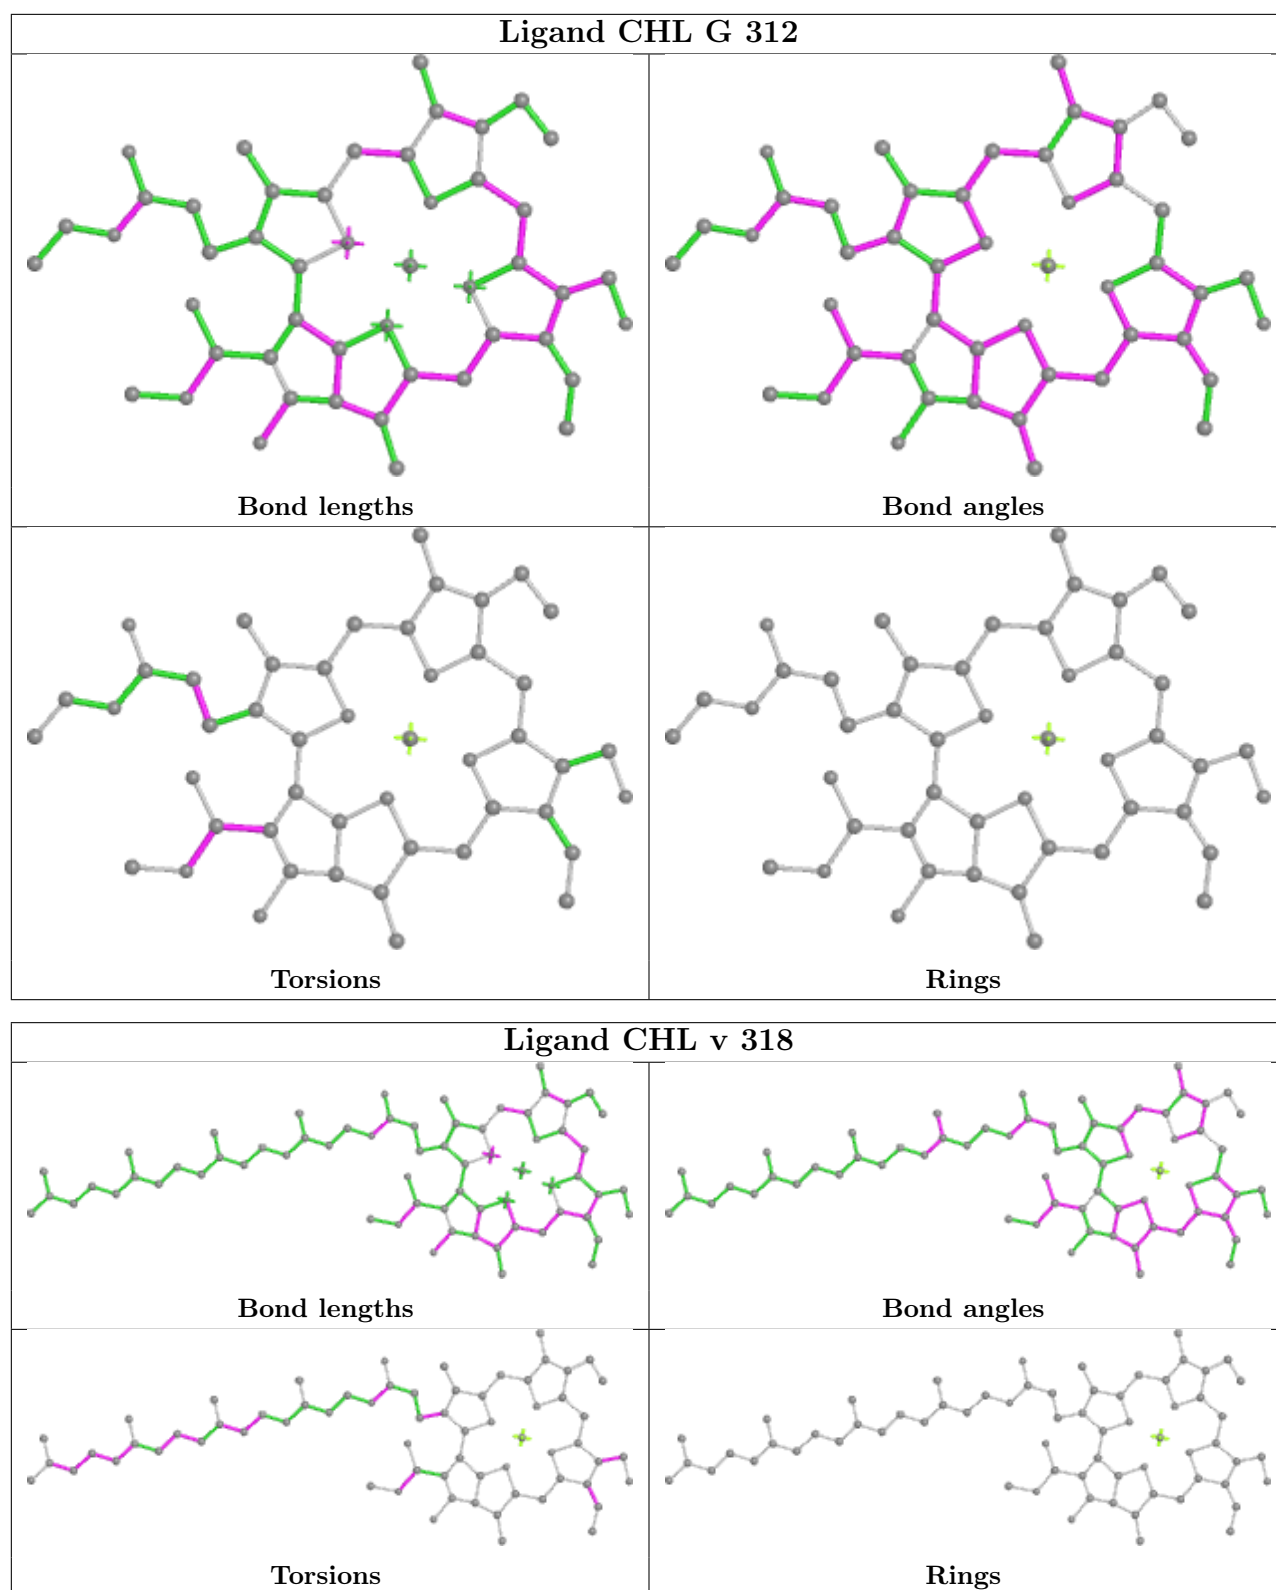 Ligand CHL G 312
Bond lengths
Bond angles
Torsions
Rings
Ligand CHL v 318
Bond lengths
Bond angles
Torsions
Rings